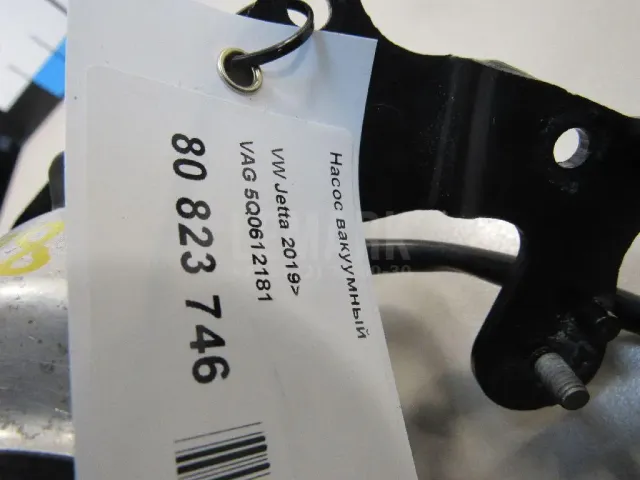 Насос вакуумный
VW Jetta 2019>
VAG 5Q0612181
80 823 746